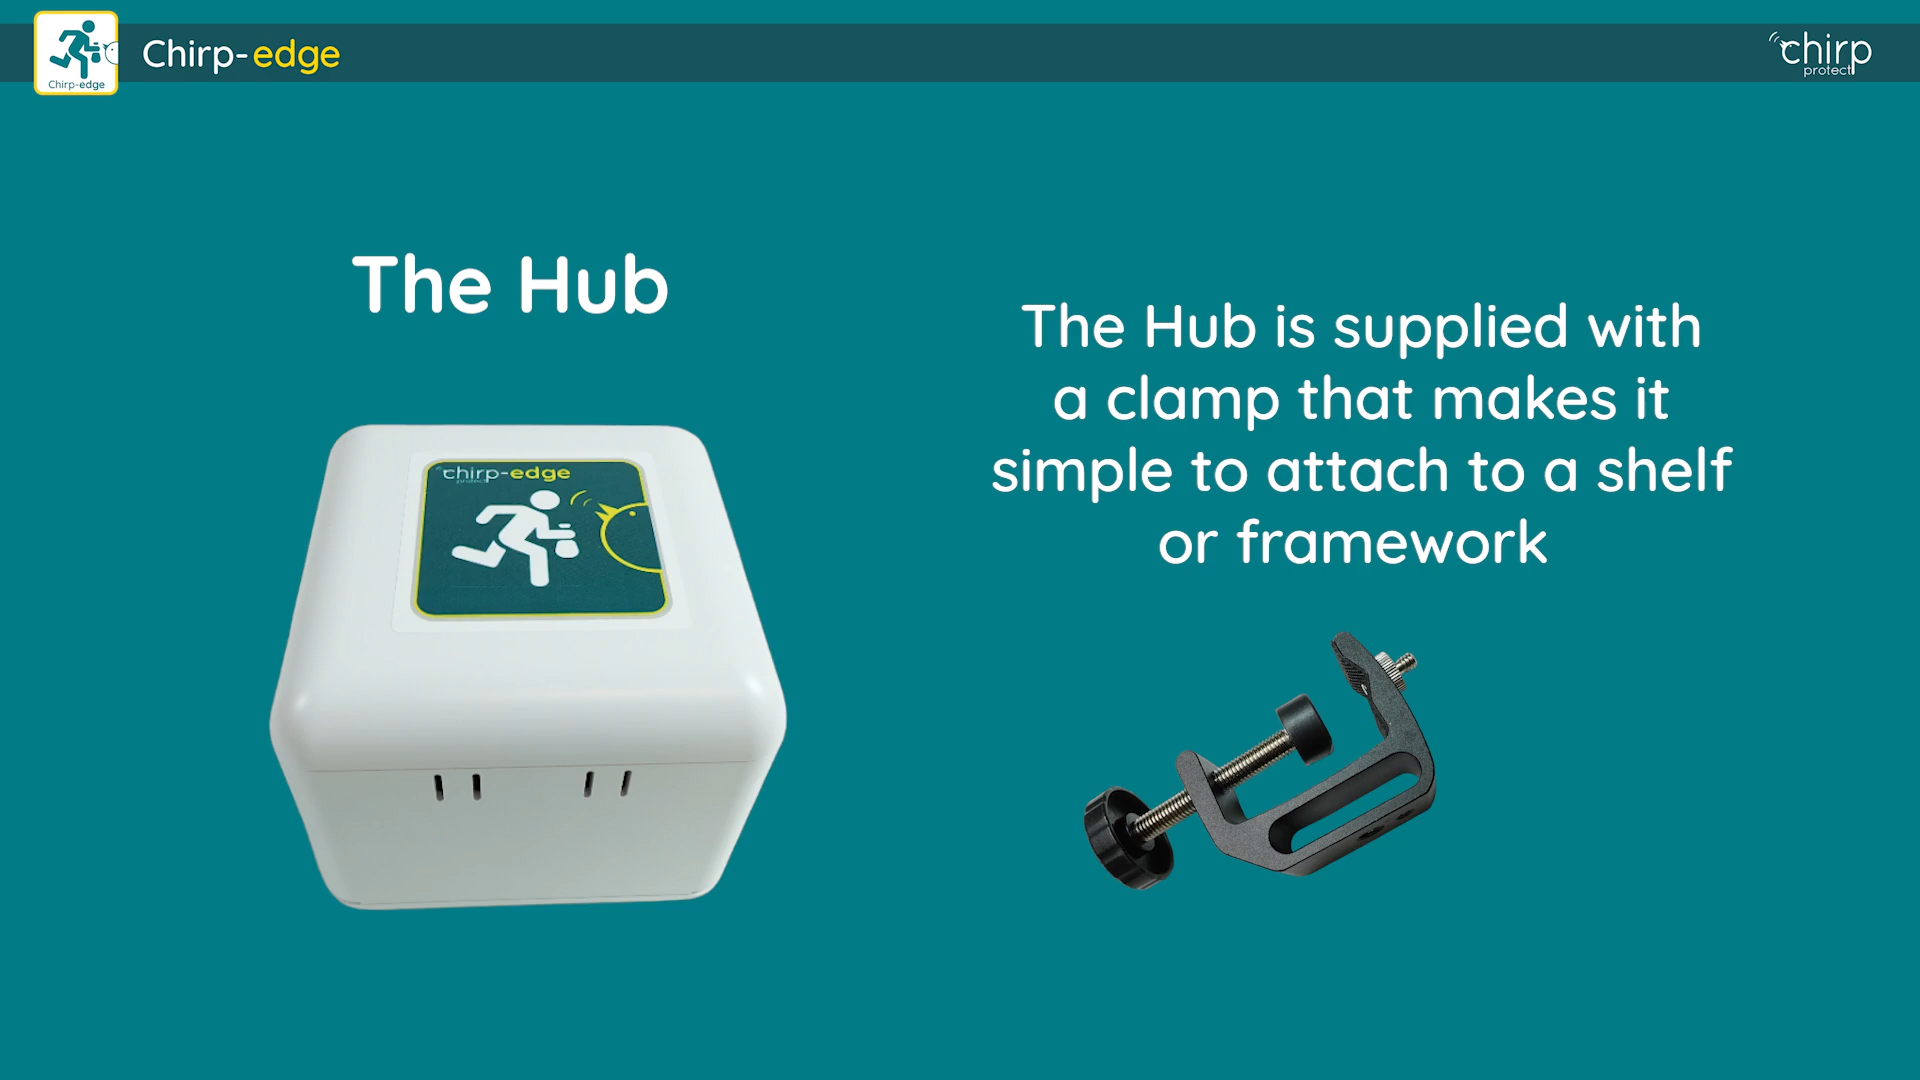 Chirp-edge
Chirp-edge
chirp
protect
The Hub
The Hub is supplied with
a clamp that makes it
simple to attach to a shelf
or framework
chirp-edge
protect